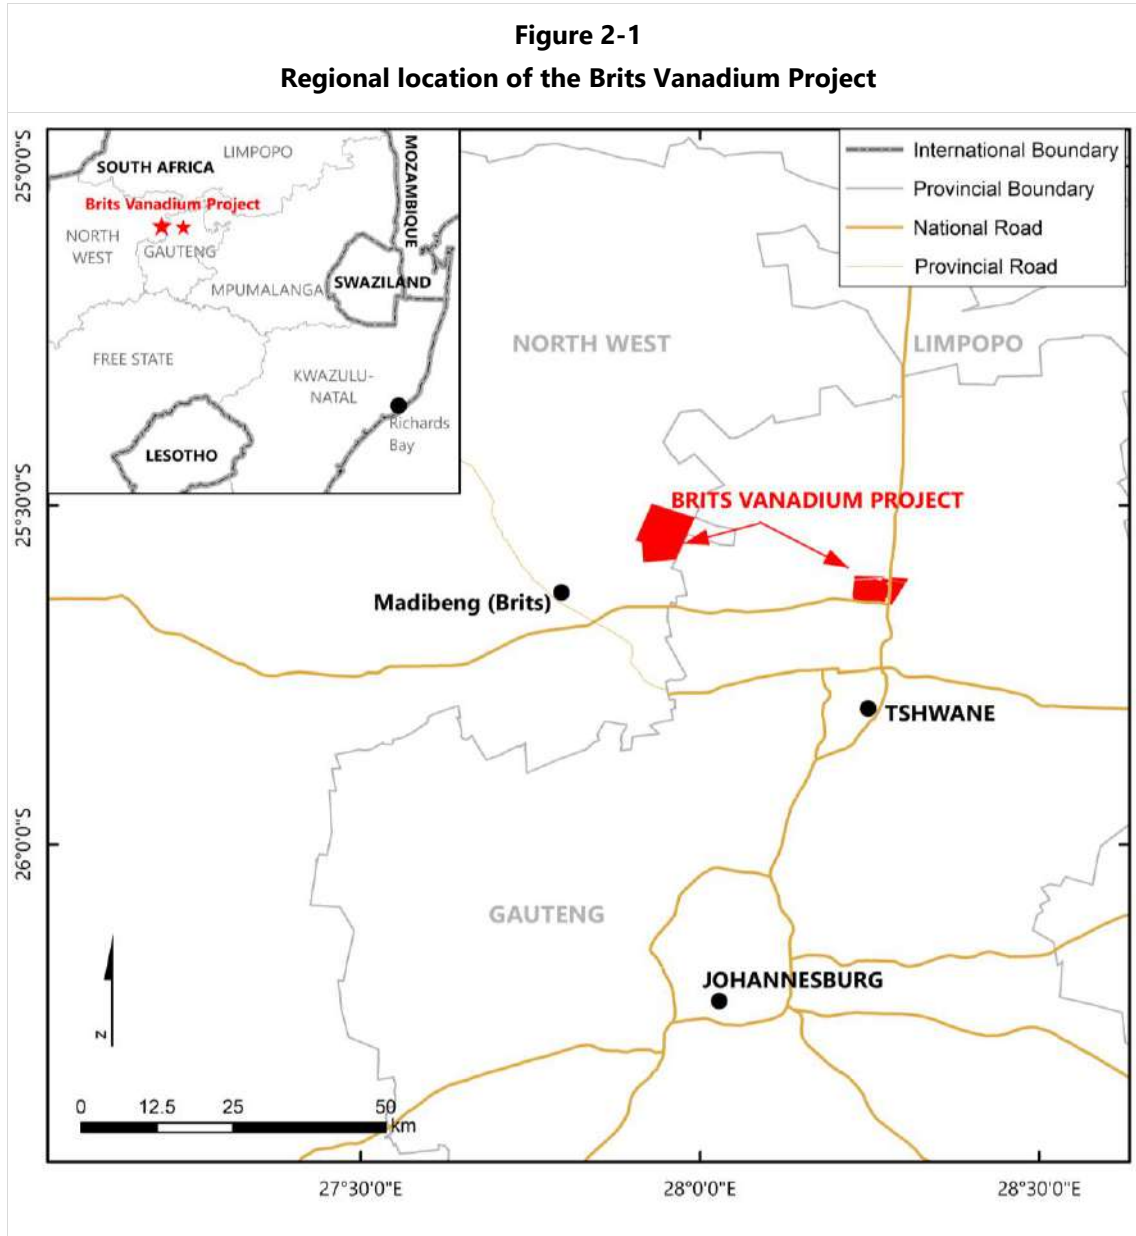 Figure 2-1
Regional location of the Brits Vanadium Project
SOUTH AFRICA
LIMPOPO
MOZAMBIQUE
Brits Vanadium Project
NORTH
WEST
GAUTENG
MPUMALANGA
SWAZILAND
FREE STATE
KWAZULU-
NATAL
Richards
Bay
LESOTHO
International Boundary
Provincial Boundary
National Road
Provincial Road
NORTH WEST
LIMPOPO
BRITS VANADIUM PROJECT
Madibeng (Brits)
TSHWANE
GAUTENG
JOHANNESBURG
z
0 12.5 25 50
km
25°0'0"S
25°30'0"S
26°0'0"S
27°30'0"E
28°0'0"E
28°30'0"E